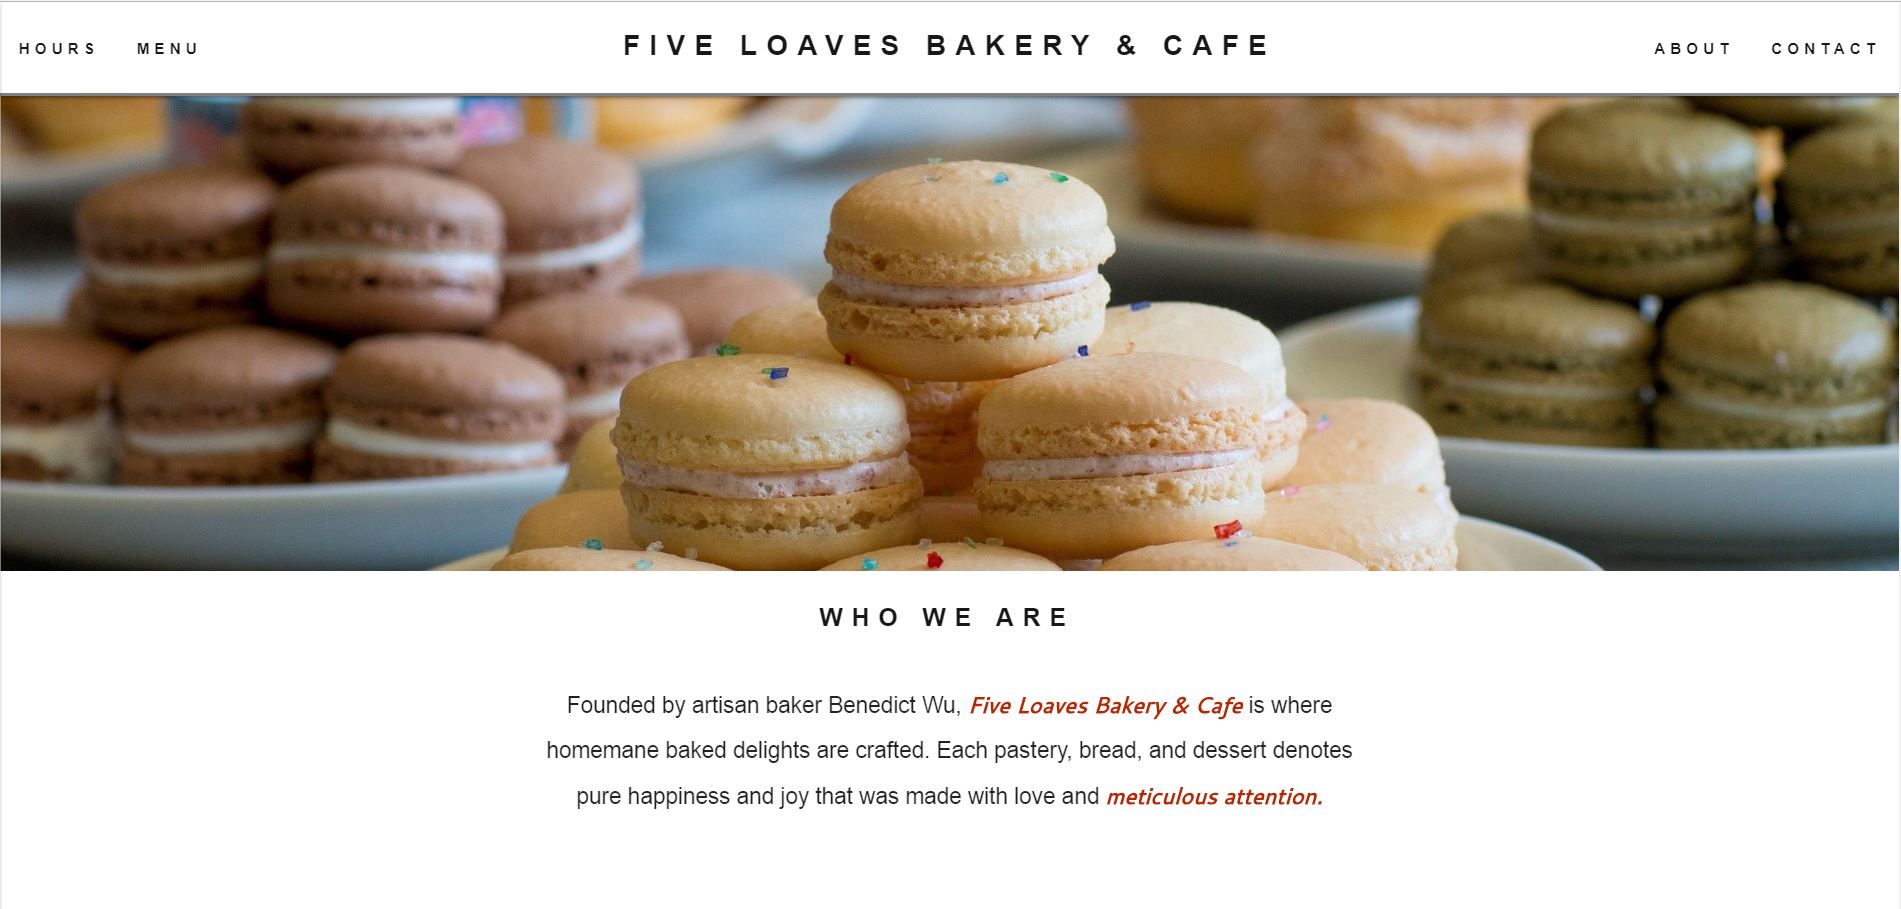 HOURS MENU FIVE LOAVES BAKERY & CAFE ABOUT CONTACT
WHO WE ARE
Founded by artisan baker Benedict Wu, Five Loaves Bakery & Cafe is where
homemane baked delights are crafted. Each pastery, bread, and dessert denotes
pure happiness and joy that was made with love and meticulous attention.